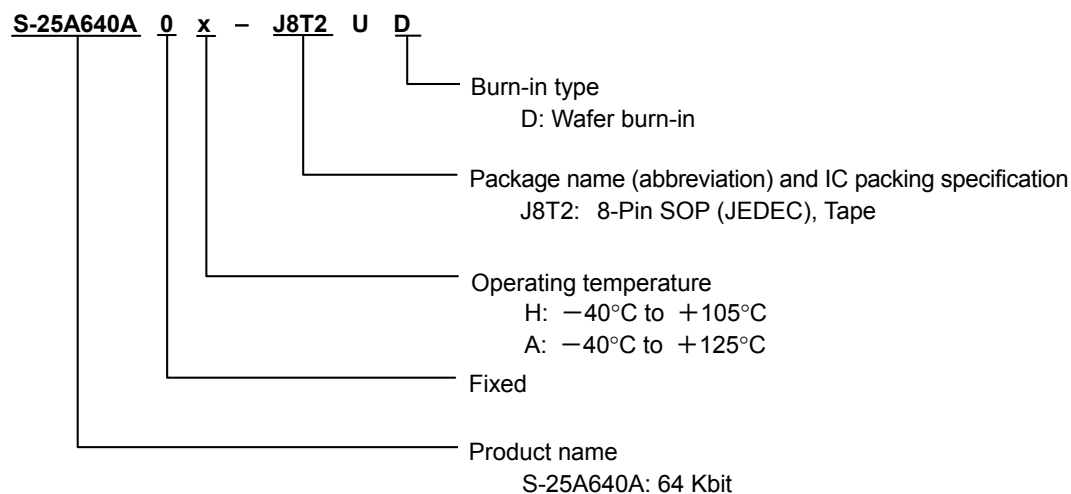 S-25A640A 0 x – J8T2 U D
Burn-in type
D: Wafer burn-in
Package name (abbreviation) and IC packing specification
J8T2: 8-Pin SOP (JEDEC), Tape
Operating temperature
H: －40°C to ＋105°C
A: －40°C to ＋125°C
Fixed
Product name
S-25A640A: 64 Kbit